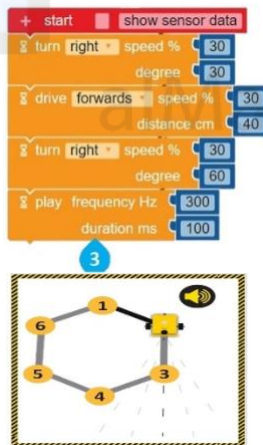 + start show sensor data
turn right speed % 30
degree 30
drive forwards speed % 30
distance cm 40
turn right speed % 30
degree 60
play frequency Hz 300
duration ms 100
3
1
6
5
3
4